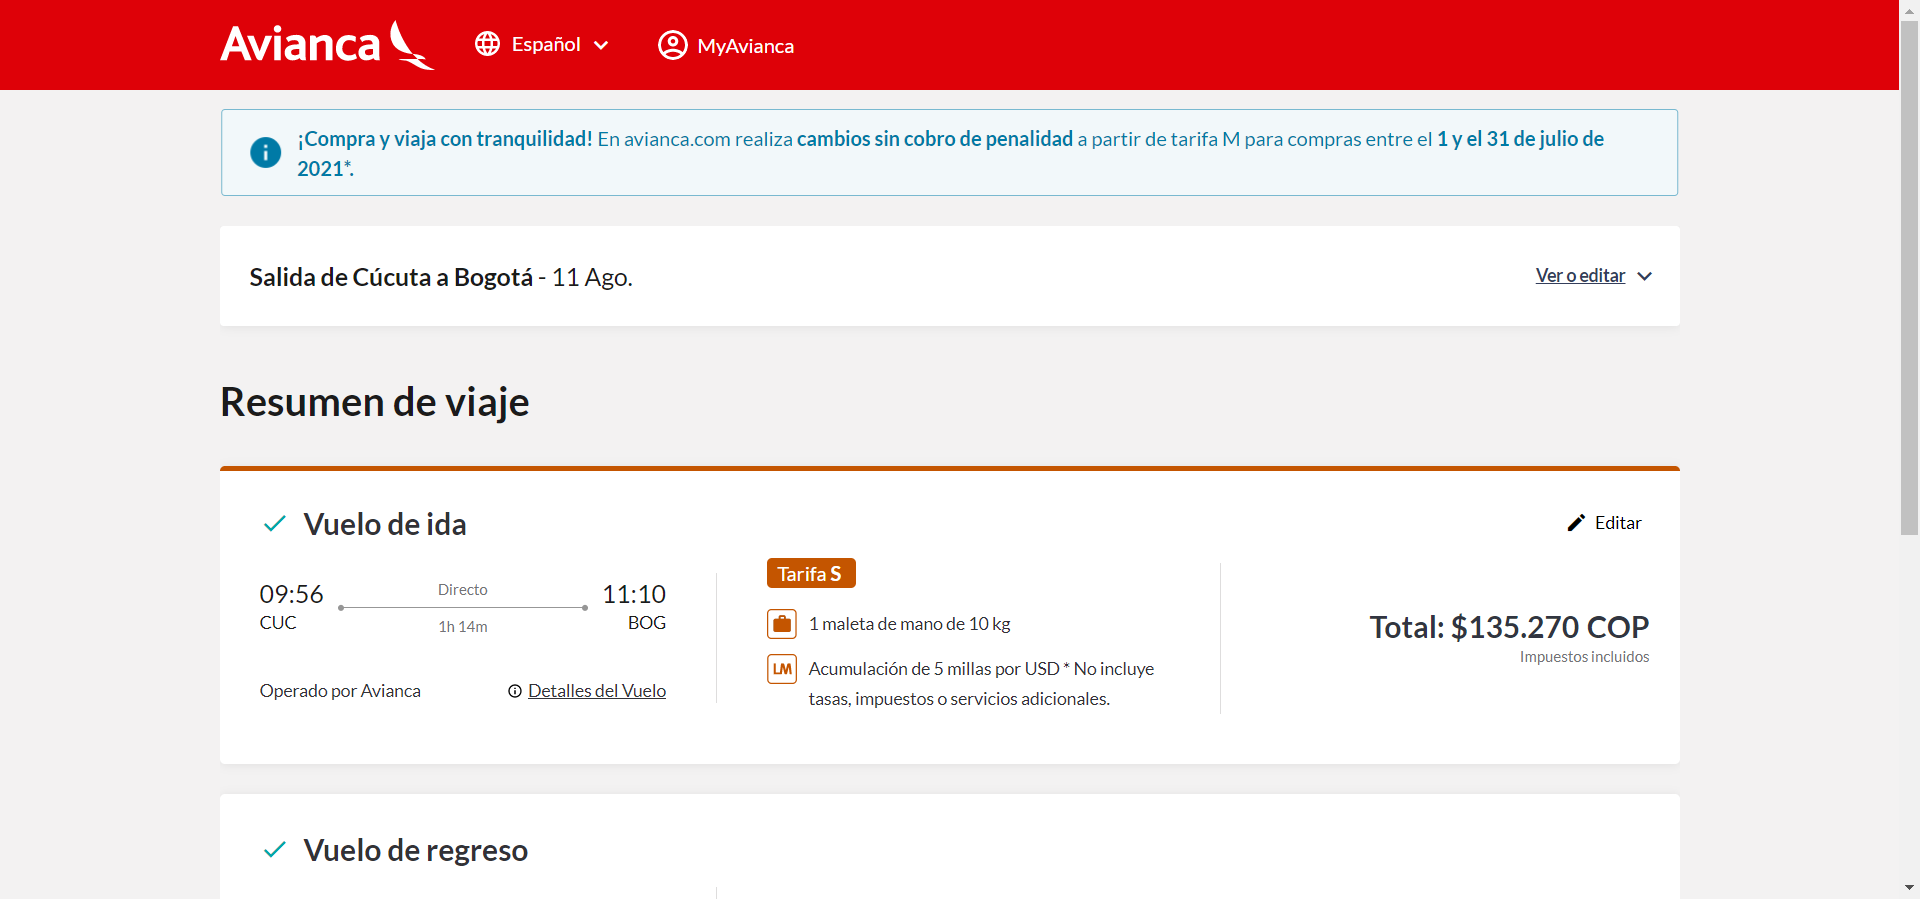 Avianca
Español
MyAvianca
¡Compra y viaja con tranquilidad! En avianca.com realiza cambios sin cobro de penalidad a partir de tarifa M para compras entre el 1 y el 31 de julio de
2021*.
Salida de Cúcuta a Bogotá - 11 Ago.
Ver o editar
Resumen de viaje
Vuelo de ida
Editar
09:56
Directo
11:10
CUC
1h 14m
BOG
Operado por Avianca
Detalles del Vuelo
Tarifa S
1 maleta de mano de 10 kg
LM
Acumulación de 5 millas por USD * No incluye
tasas, impuestos o servicios adicionales.
Total: $135.270 COP
Impuestos incluidos
Vuelo de regreso